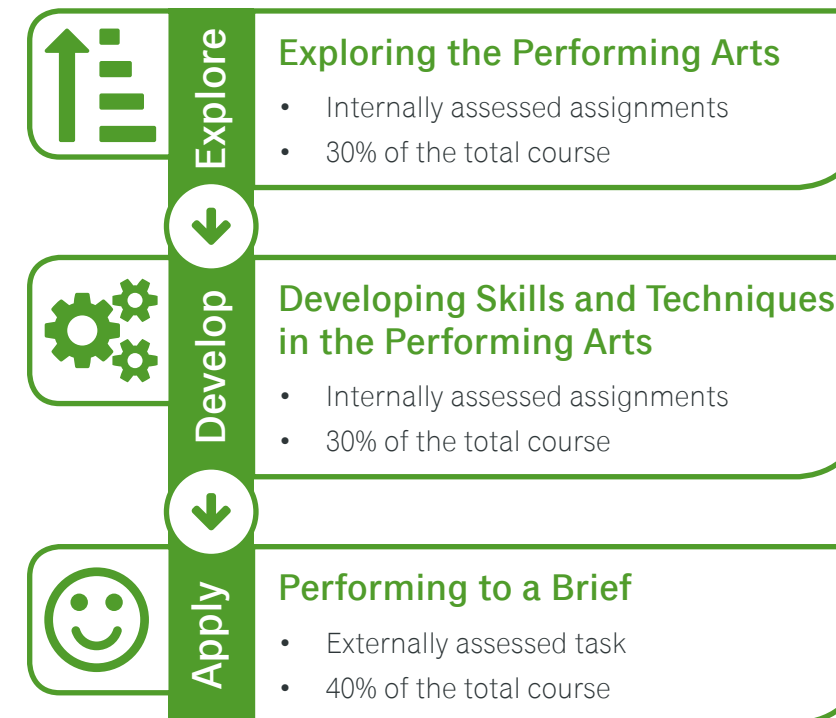 Explore
Exploring the Performing Arts
• Internally assessed assignments
• 30% of the total course
Develop
Developing Skills and Techniques
in the Performing Arts
• Internally assessed assignments
• 30% of the total course
Apply
Performing to a Brief
• Externally assessed task
• 40% of the total course